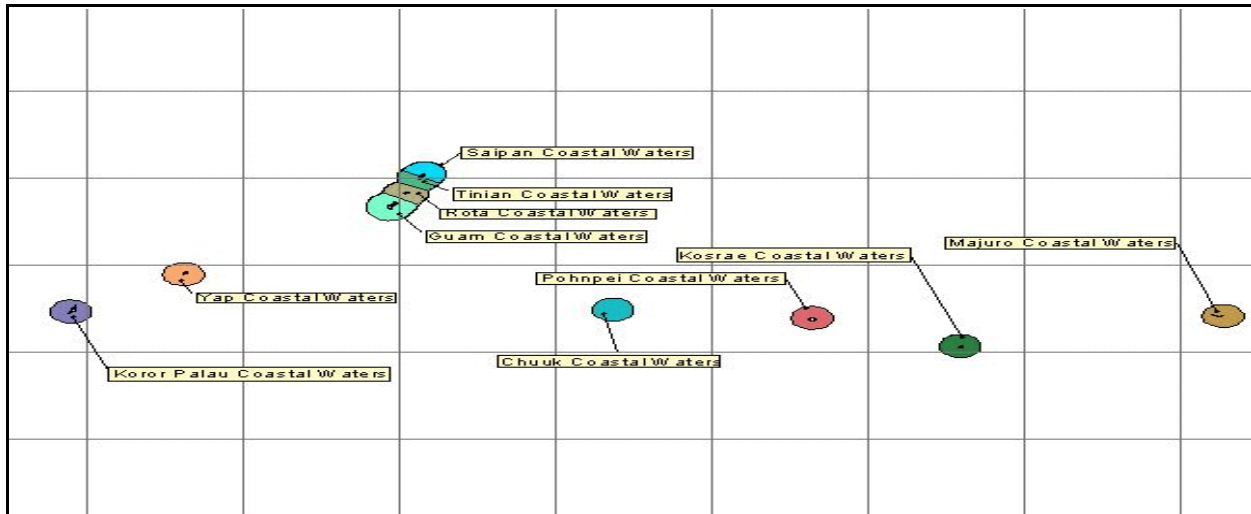 Saipan Coastal Waters
Tinian Coastal Waters
Rota Coastal Waters
Guam Coastal Waters
Majuro Coastal Waters
Kosrae Coastal Waters
Pohnpei Coastal Waters
Yap Coastal Waters
Chuuk Coastal Waters
Koror Palau Coastal Waters